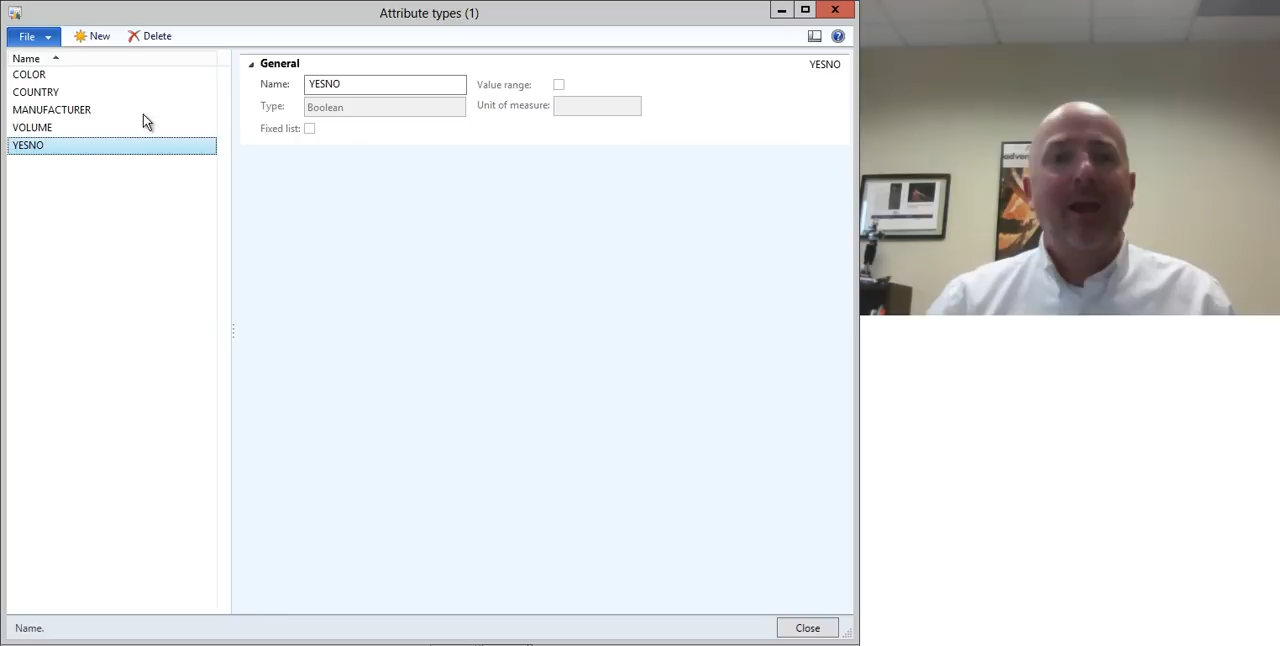 Attribute types (1)
File
New
Delete
Name
COLOR
COUNTRY
MANUFACTURER
VOLUME
YESNO
General
YESNO
Name:
YESNO
Value range:
Type:
Boolean
Unit of measure:
Fixed list:
Name.
Close